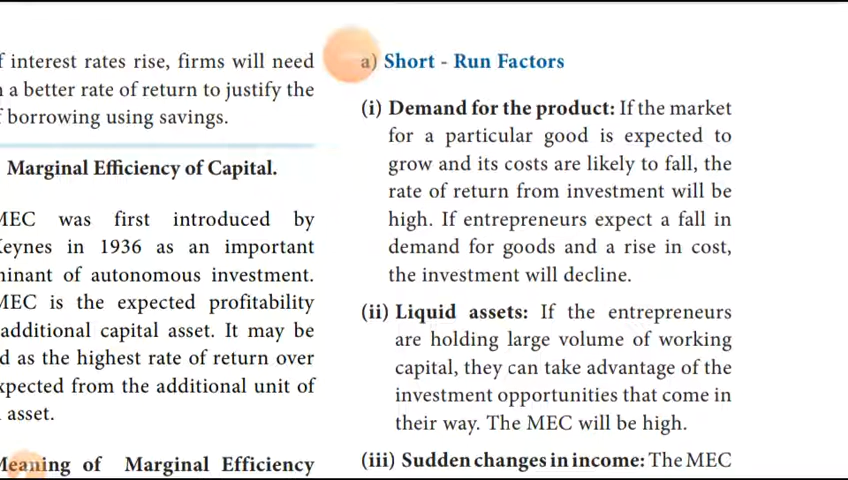 f interest rates rise, firms will need
a better rate of return to justify the
f borrowing using savings.
Marginal Efficiency of Capital.
MEC was first introduced by
eynes in 1936 as an important
minant of autonomous investment.
MEC is the expected profitability
additional capital asset. It may be
d as the highest rate of return over
xpected from the additional unit of
asset.
Meaning of Marginal Efficiency
a) Short - Run Factors
(i) Demand for the product: If the market
for a particular good is expected to
grow and its costs are likely to fall, the
rate of return from investment will be
high. If entrepreneurs expect a fall in
demand for goods and a rise in cost,
the investment will decline.
(ii) Liquid assets: If the entrepreneurs
are holding large volume of working
capital, they can take advantage of the
investment opportunities that come in
their way. The MEC will be high.
(iii) Sudden changes in income: The MEC